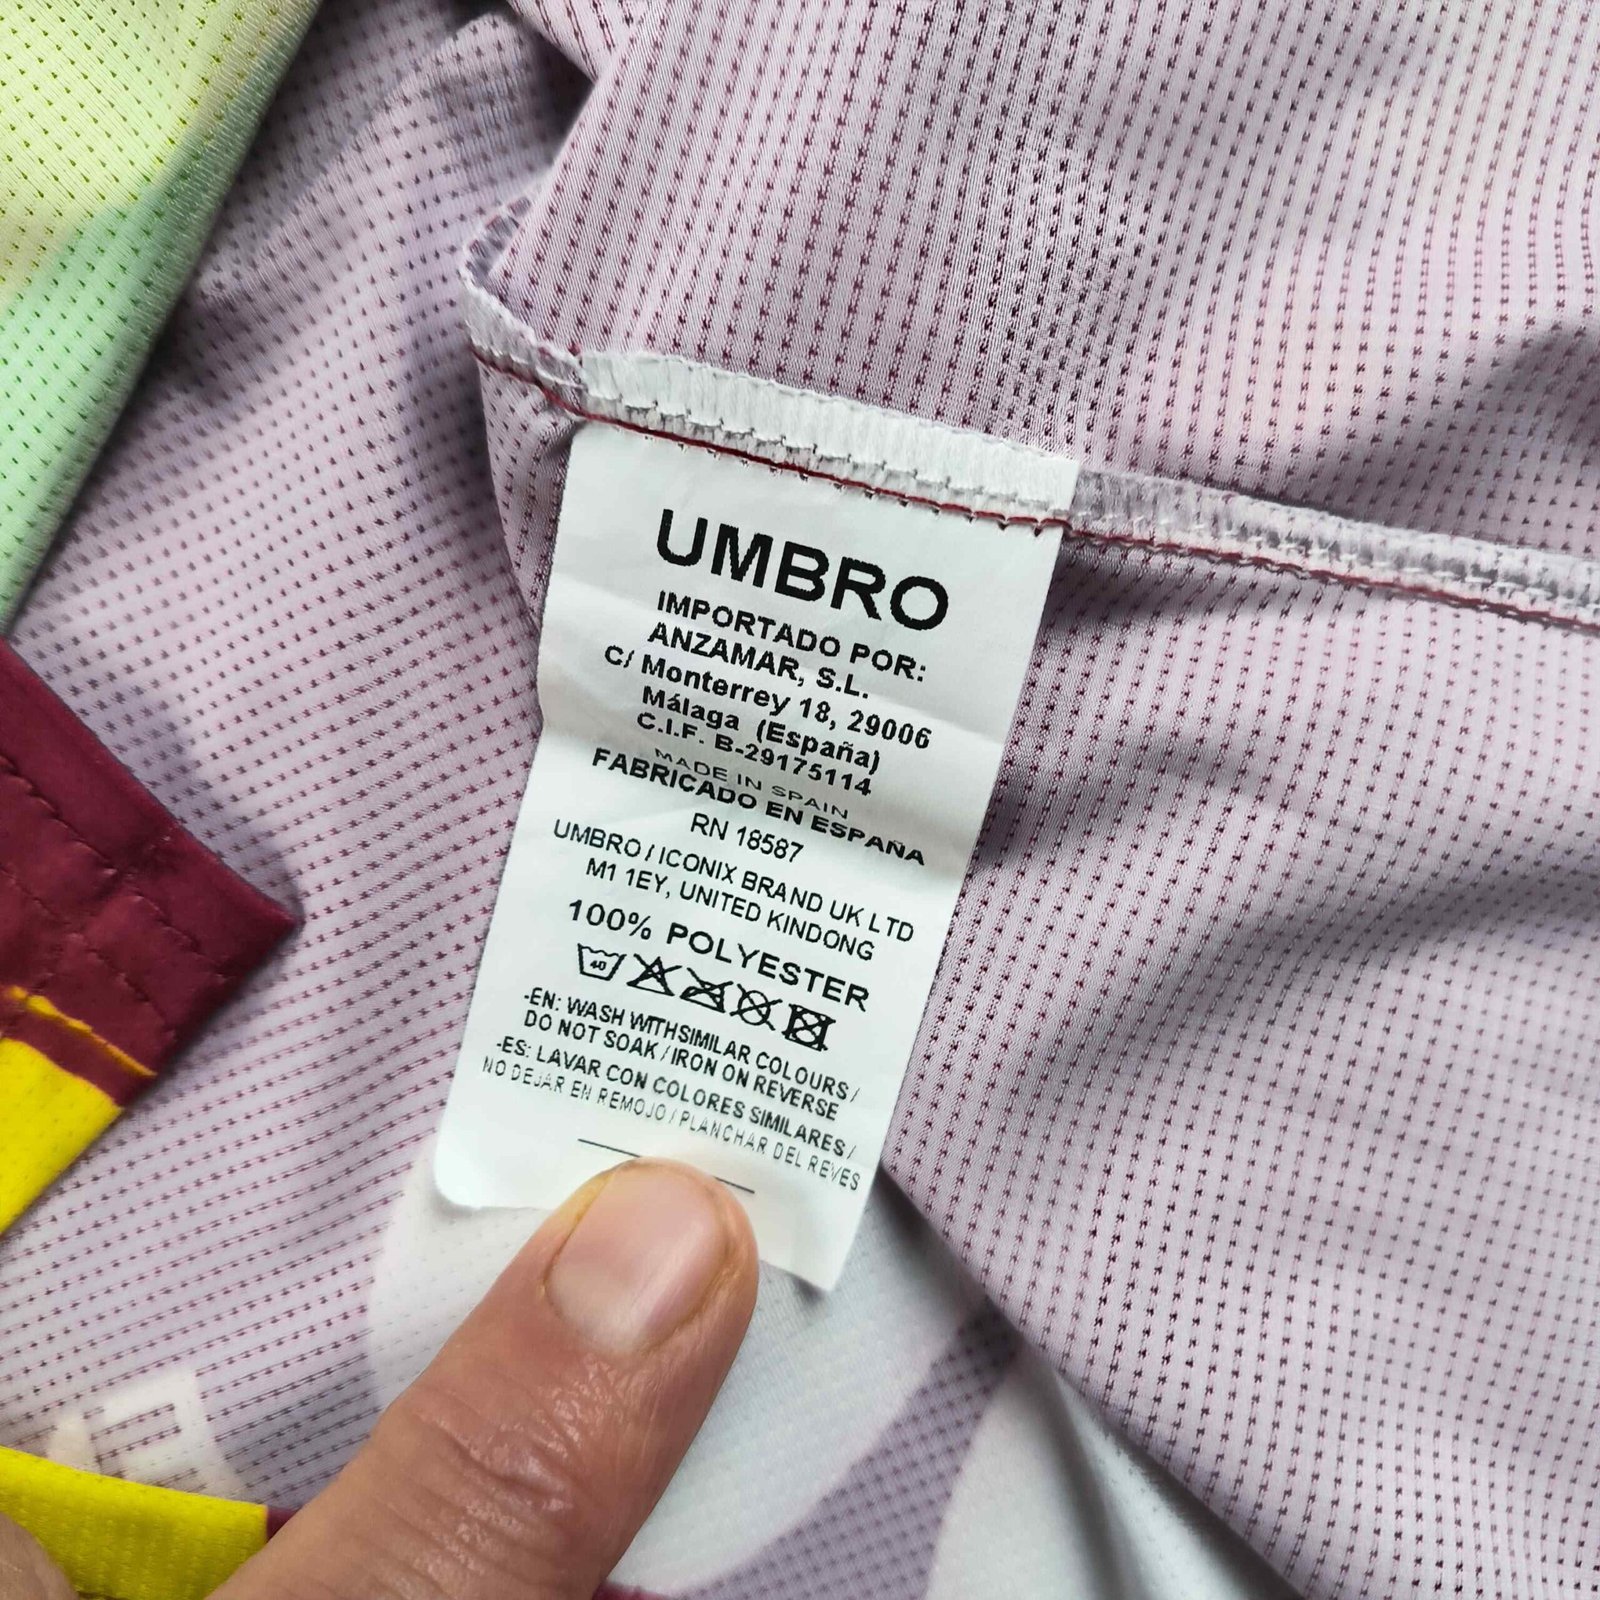 UMBRO
IMPORTADO POR:
ANZAMAR, S.L.
C/ Monterrey 18, 29006
Málaga (España)
C.I.F. B-29175114
MADE IN SPAIN
FABRICADO EN ESPAÑA
RN 18587
UMBRO / ICONIX BRAND UK LTD
M1 1EY, UNITED KINDONG
100% POLYESTER
40
-EN: WASH WITHSIMILAR COLOURS /
DO NOT SOAK / IRON ON REVERSE
-ES: LAVAR CON COLORES SIMILARES /
NO DEJAR EN REMOJO / PLANCHAR DEL REVES